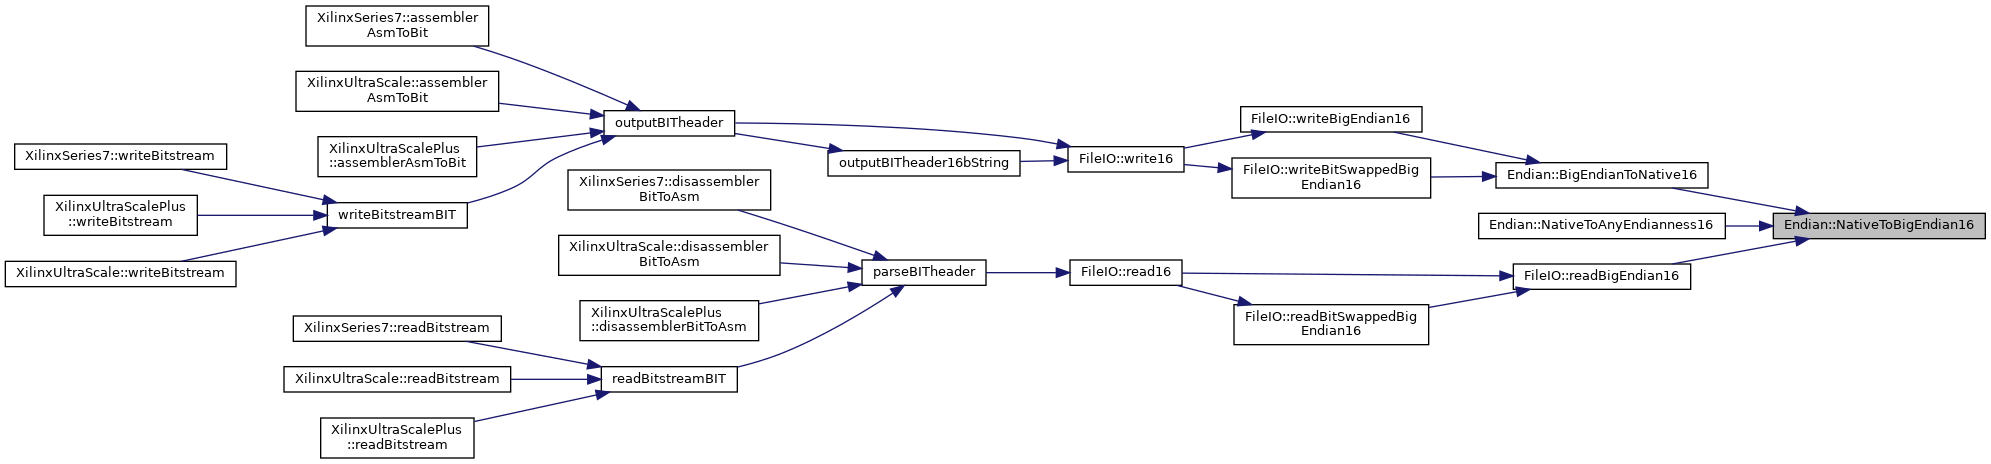 XilinxSeries7::assembler
AsmToBit
XilinxUltraScale::assembler
AsmToBit
XilinxUltraScalePlus
::assemblerAsmToBit
XilinxSeries7::writeBitstream
XilinxUltraScalePlus
::writeBitstream
XilinxUltraScale::writeBitstream
writeBitstreamBIT
outputBITheader
outputBITheader16bString
XilinxSeries7::disassembler
BitToAsm
XilinxUltraScale::disassembler
BitToAsm
XilinxUltraScalePlus
::disassemblerBitToAsm
XilinxSeries7::readBitstream
XilinxUltraScale::readBitstream
XilinxUltraScalePlus
::readBitstream
readBitstreamBIT
parseBITheader
FileIO::write16
FileIO::read16
FileIO::writeBigEndian16
FileIO::writeBitSwappedBig
Endian16
FileIO::readBitSwappedBig
Endian16
Endian::BigEndianToNative16
Endian::NativeToAnyEndianness16
FileIO::readBigEndian16
Endian::NativeToBigEndian16